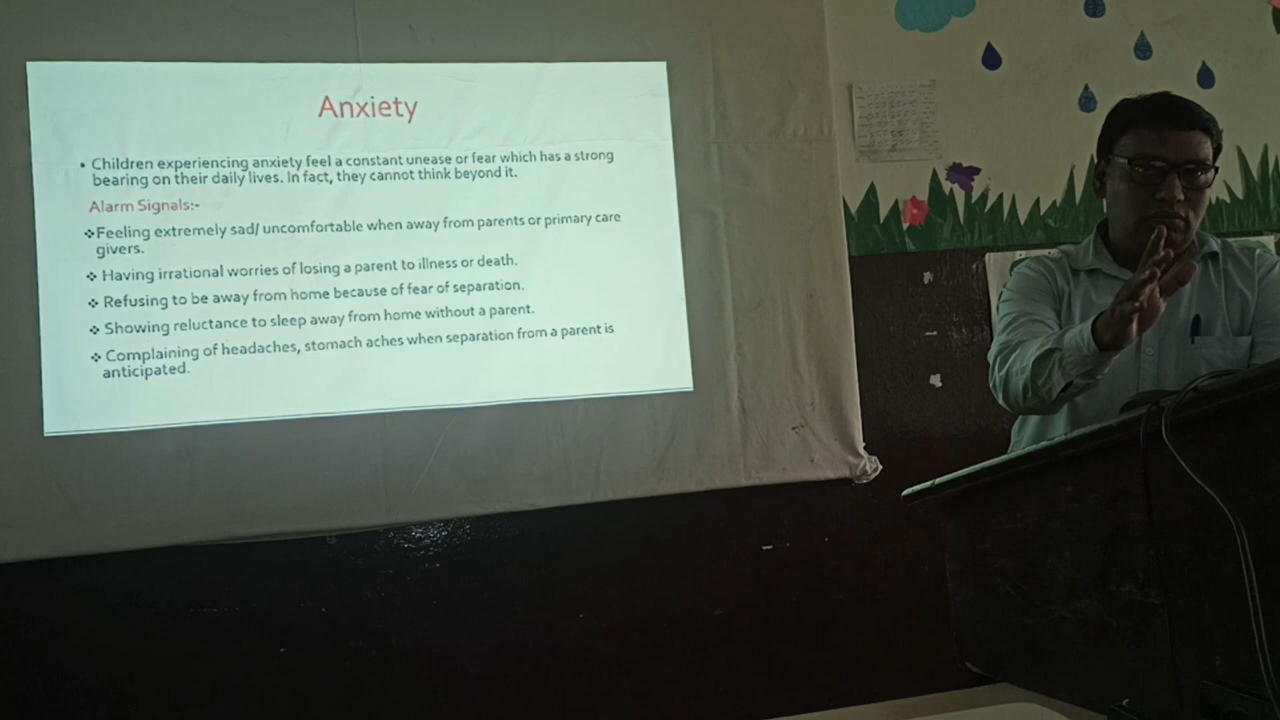 Anxiety
• Children experiencing anxiety feel a constant unease or fear which has a strong
bearing on their daily lives. In fact, they cannot think beyond it.
Alarm Signals:-
❖Feeling extremely sad/ uncomfortable when away from parents or primary care
givers.
❖ Having irrational worries of losing a parent to illness or death.
❖ Refusing to be away from home because of fear of separation.
❖ Showing reluctance to sleep away from home without a parent.
❖ Complaining of headaches, stomach aches when separation from a parent is
anticipated.